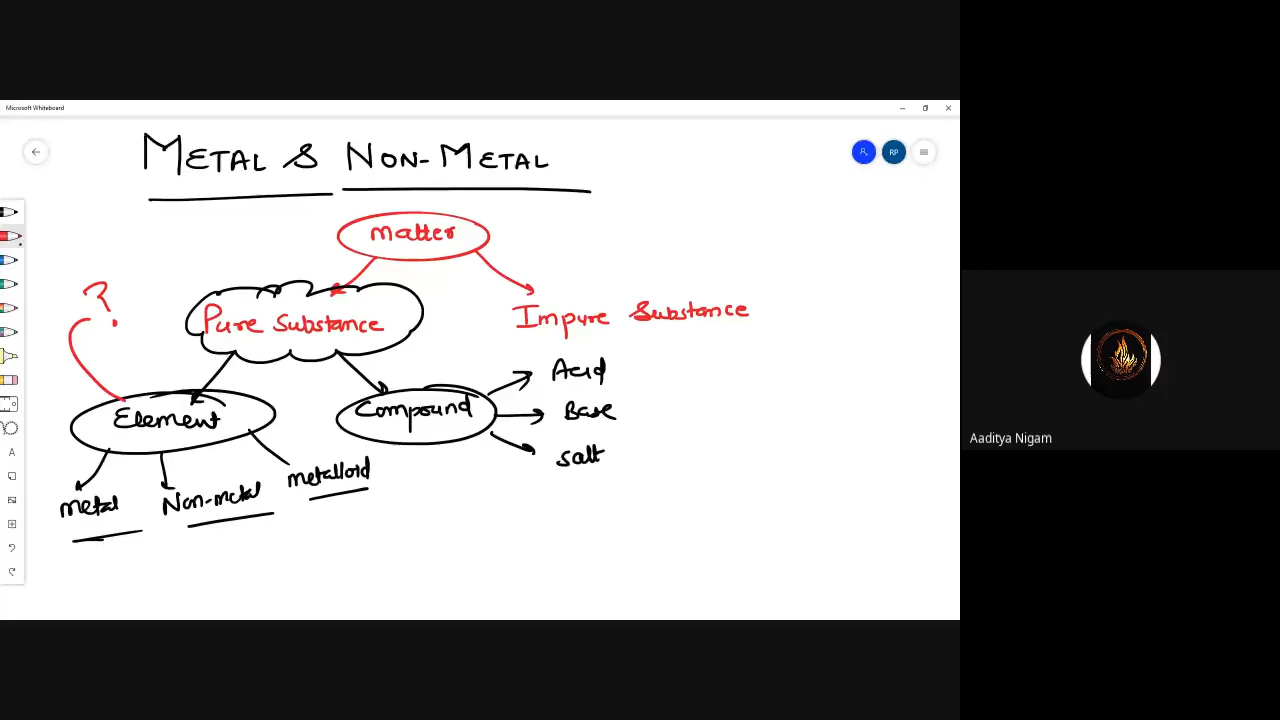 Microsoft Whiteboard
METAL & NON-METAL
RP
matter
?
Pure Substance
Impure Substance
Acid
Element
Compound
Base
Salt
metal
Non-metal
metalloid
A
Aaditya Nigam